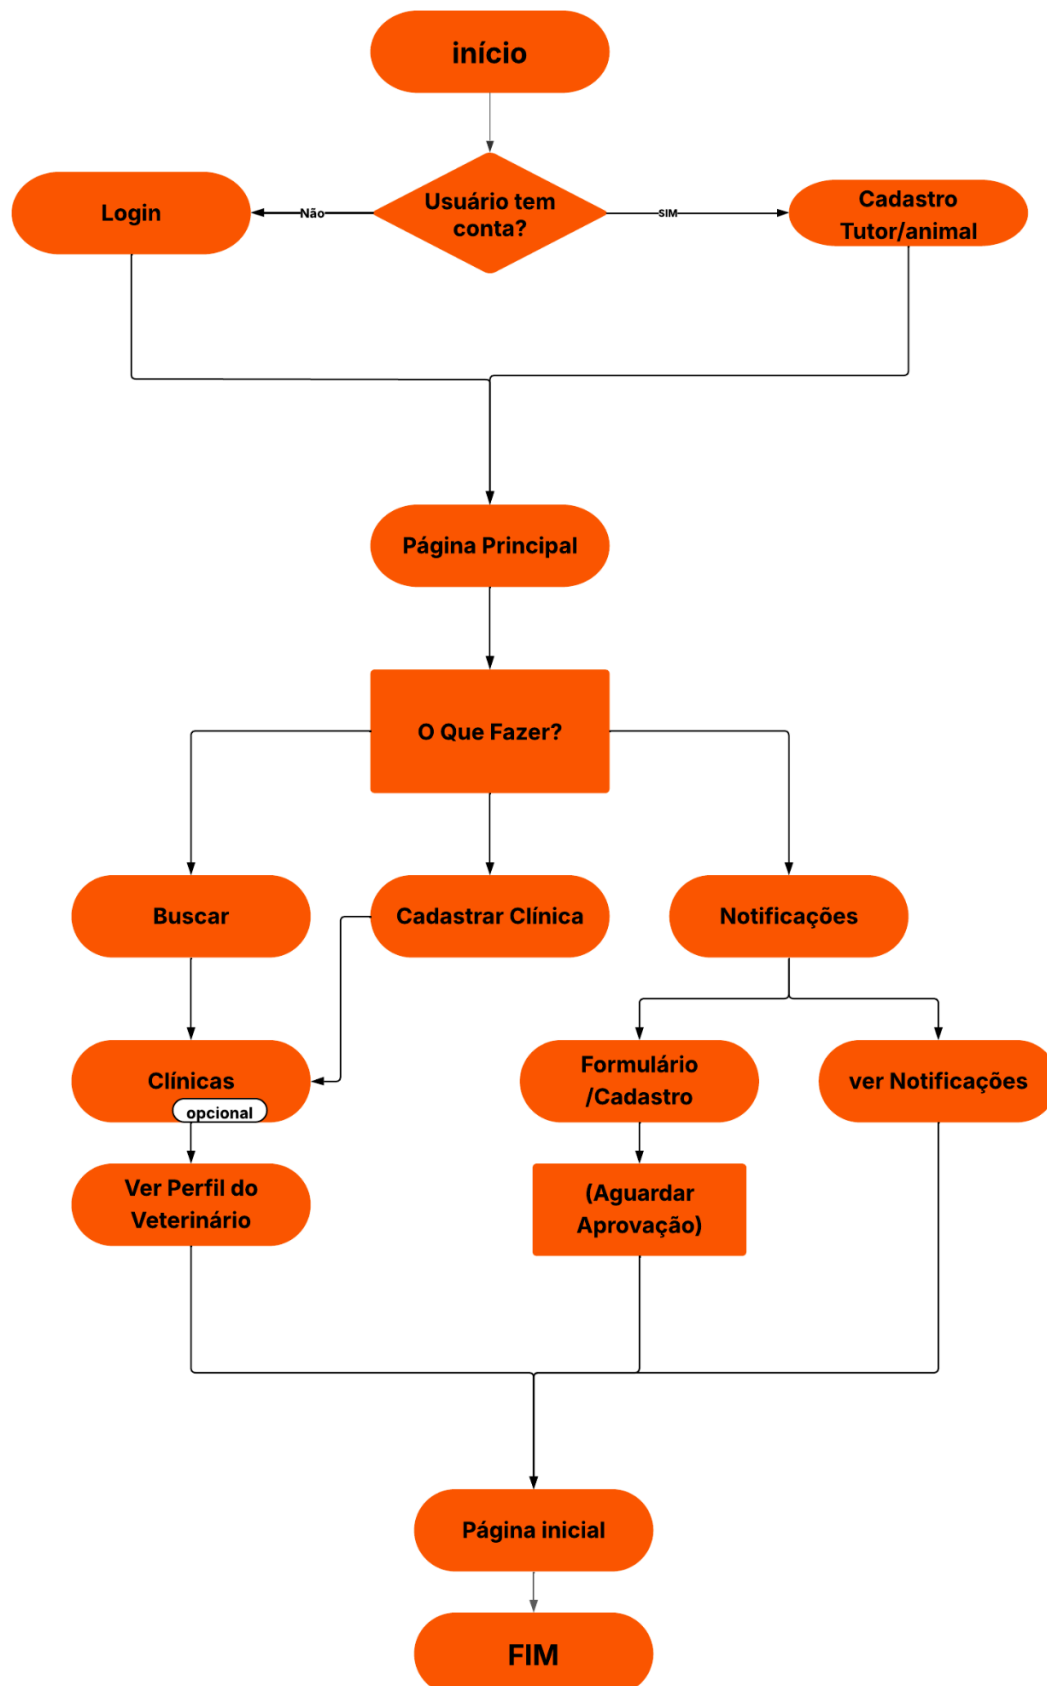 início
Usuário tem
conta?
Login
Não
SIM
Cadastro
Tutor/animal
Página Principal
O Que Fazer?
Buscar
Cadastrar Clínica
Notificações
Clínicas
opcional
Formulário
/Cadastro
ver Notificações
Ver Perfil do
Veterinário
(Aguardar
Aprovação)
Página inicial
FIM